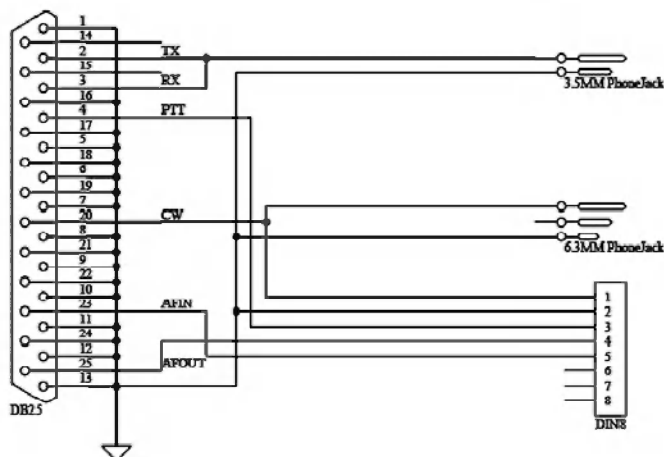 1
14
2 TX
15
3 RX
3.5MM PhoneJack
16
4 PTT
17
5
18
6
19
7
20 CW
8
6.3MM PhoneJack
21
9
22
10
23 AFIN
1
2
11
3
24
4
12
5
25 AFOUT
6
13
7
8
DB25
DIN8